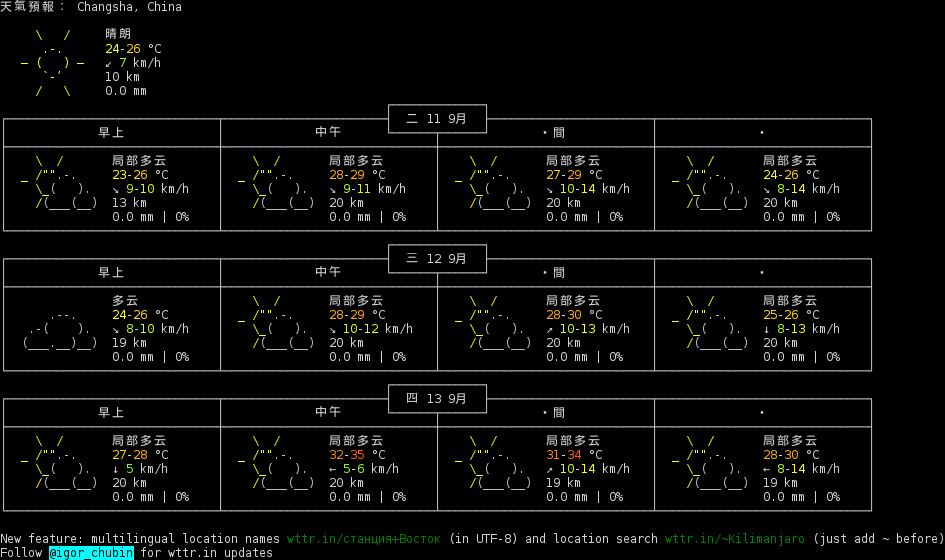 天氣預報： Changsha, China
晴朗
24-26 °C
↙ 7 km/h
10 km
0.0 mm
二 11 9月
早上 中午 ･間 ･
局部多云 局部多云 局部多云 局部多云
23-26 °C 28-29 °C 27-29 °C 24-26 °C
↘ 9-10 km/h ↘ 9-11 km/h ↘ 10-14 km/h ↘ 8-14 km/h
13 km 20 km 20 km 20 km
0.0 mm | 0% 0.0 mm | 0% 0.0 mm | 0% 0.0 mm | 0%
三 12 9月
早上 中午 ･間 ･
多云 局部多云 局部多云 局部多云
24-26 °C 28-29 °C 28-30 °C 25-26 °C
↘ 8-10 km/h ↘ 10-12 km/h ↗ 10-13 km/h ↓ 8-13 km/h
19 km 20 km 20 km 20 km
0.0 mm | 0% 0.0 mm | 0% 0.0 mm | 0% 0.0 mm | 0%
四 13 9月
早上 中午 ･間 ･
局部多云 局部多云 局部多云 局部多云
27-28 °C 32-35 °C 31-34 °C 28-30 °C
↓ 5 km/h ← 5-6 km/h ↗ 10-14 km/h ← 8-14 km/h
20 km 20 km 19 km 19 km
0.0 mm | 0% 0.0 mm | 0% 0.0 mm | 0% 0.0 mm | 0%
New feature: multilingual location names wttr.in/станция+Восток (in UTF-8) and location search wttr.in/~Kilimanjaro (just add ~ before)
Follow @igor_chubin for wttr.in updates